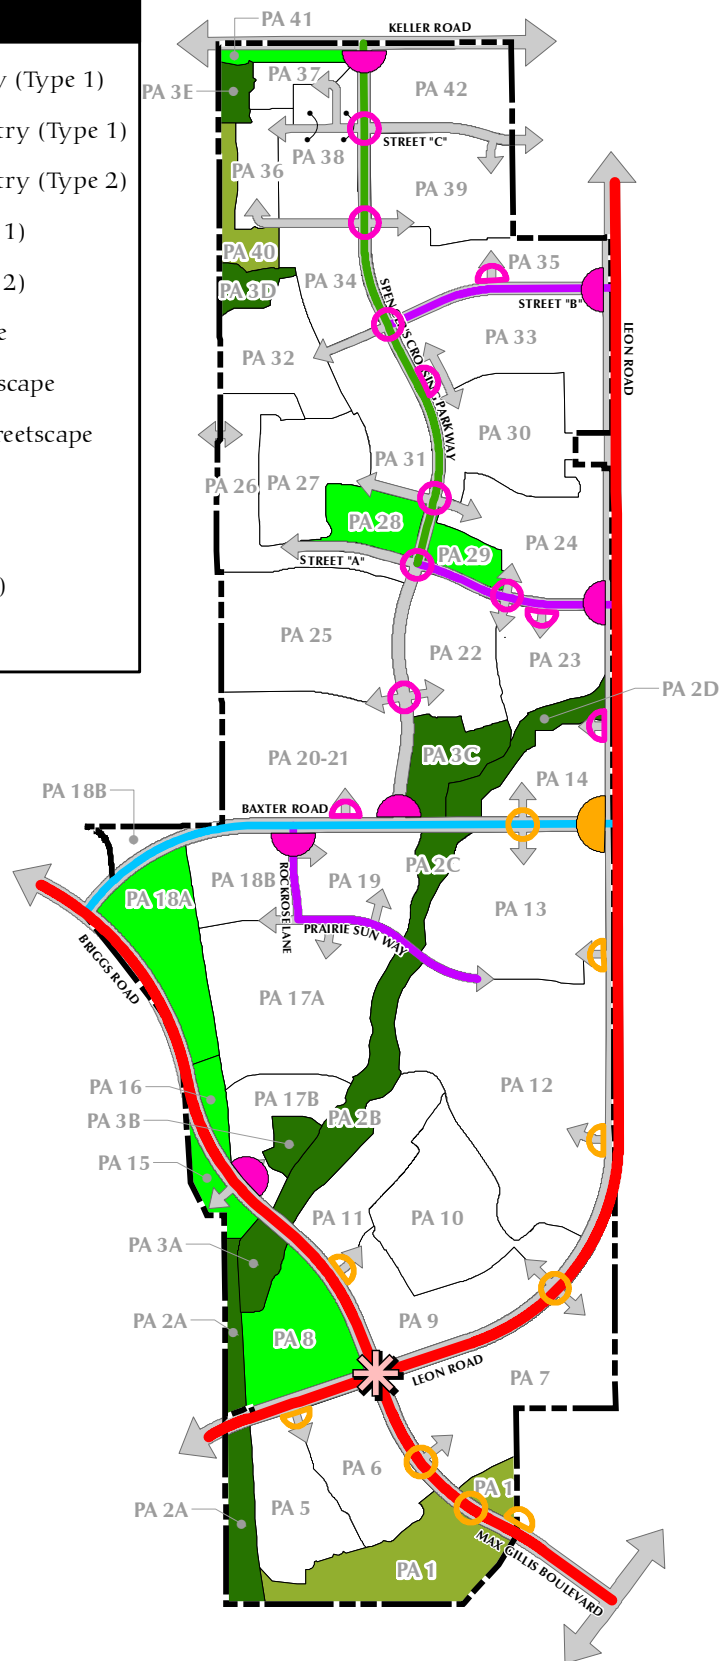 PA 41
KELLER ROAD
y (Type 1)
PA 37
PA 3E
PA 42
try (Type 1)
STREET "C"
PA 38
PA 36
try (Type 2)
PA 39
1)
PA 40
PA 35
2)
PA 34
PA 3D
STREET "B"
SPENCER'S CROSSING PARKWAY
LEON ROAD
e
PA 33
PA 32
scape
reetscape
PA 30
PA 31
PA 26
PA 27
PA 28
PA 24
PA 29
STREET "A"
)
PA 25
PA 22
PA 23
PA 2D
PA 3C
PA 20-21
PA 14
PA 18B
BAXTER ROAD
PA 2C
PA 18B
PA 19
PA 18A
ROCKROSE LANE
PA 13
PRAIRIE SUN WAY
BRIGGS ROAD
PA 17A
PA 16
PA 12
PA 17B
PA 3B
PA 2B
PA 15
PA 11
PA 10
PA 3A
PA 2A
PA 9
PA 8
LEON ROAD
PA 7
PA 6
PA 1
PA 5
PA 2A
MAX GILLIS BOULEVARD
PA 1